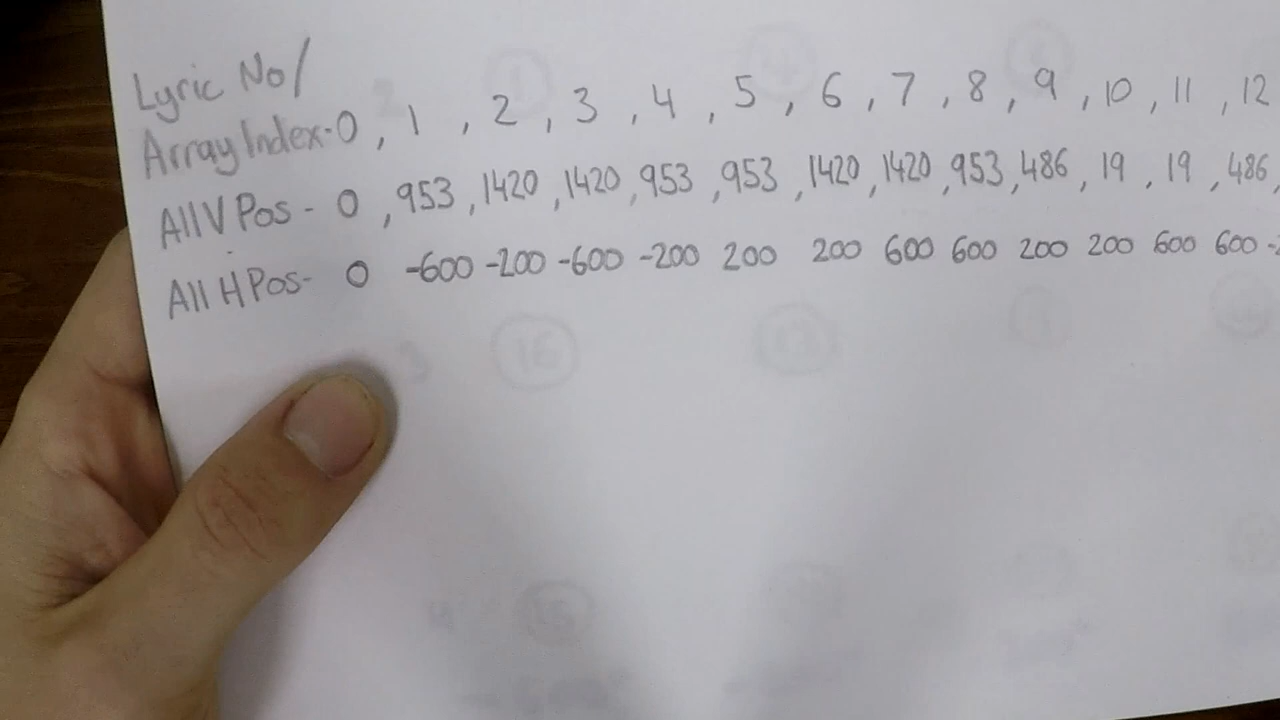 Lyric No/
Array Index-0, 1, 2, 3, 4, 5, 6, 7, 8, 9, 10, 11, 12
All V Pos - 0, 953, 1420, 1420, 953, 953, 1420, 1420, 953, 486, 19, 19, 486,
All H Pos- 0 -600 -200 -600 -200 200 200 600 600 200 200 600 600
16